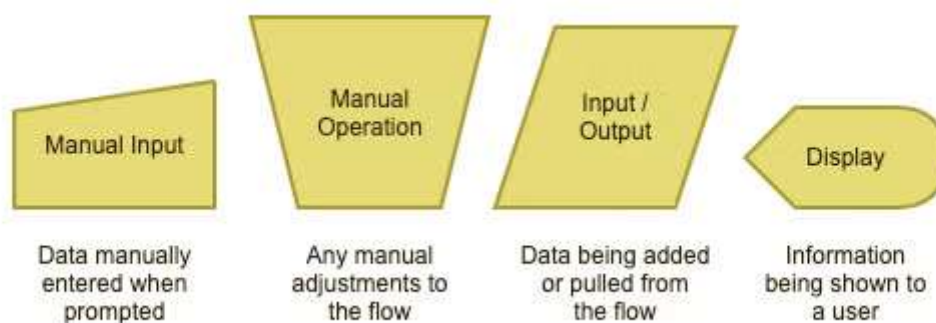 Manual Input
Manual
Operation
Input /
Output
Display
Data manually
entered when
prompted
Any manual
adjustments to
the flow
Data being added
or pulled from
the flow
Information
being shown to
a user